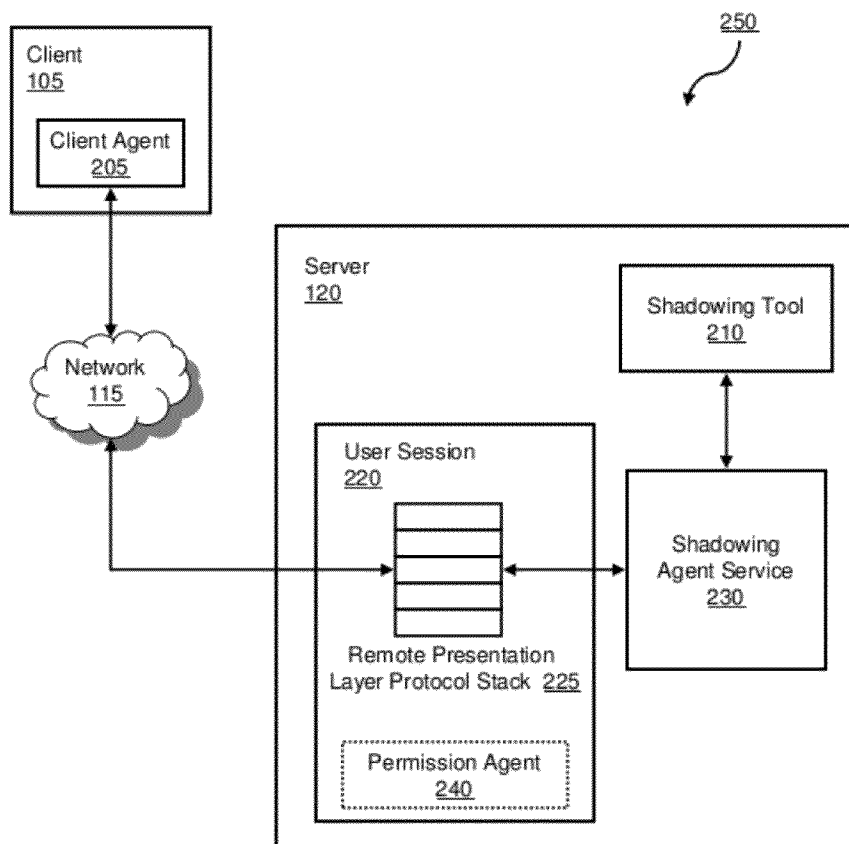 250
Client
105
Client Agent
205
Server
120
Shadowing Tool
210
Network
115
User Session
220
Shadowing
Agent Service
230
Remote Presentation
Layer Protocol Stack 225
Permission Agent
240